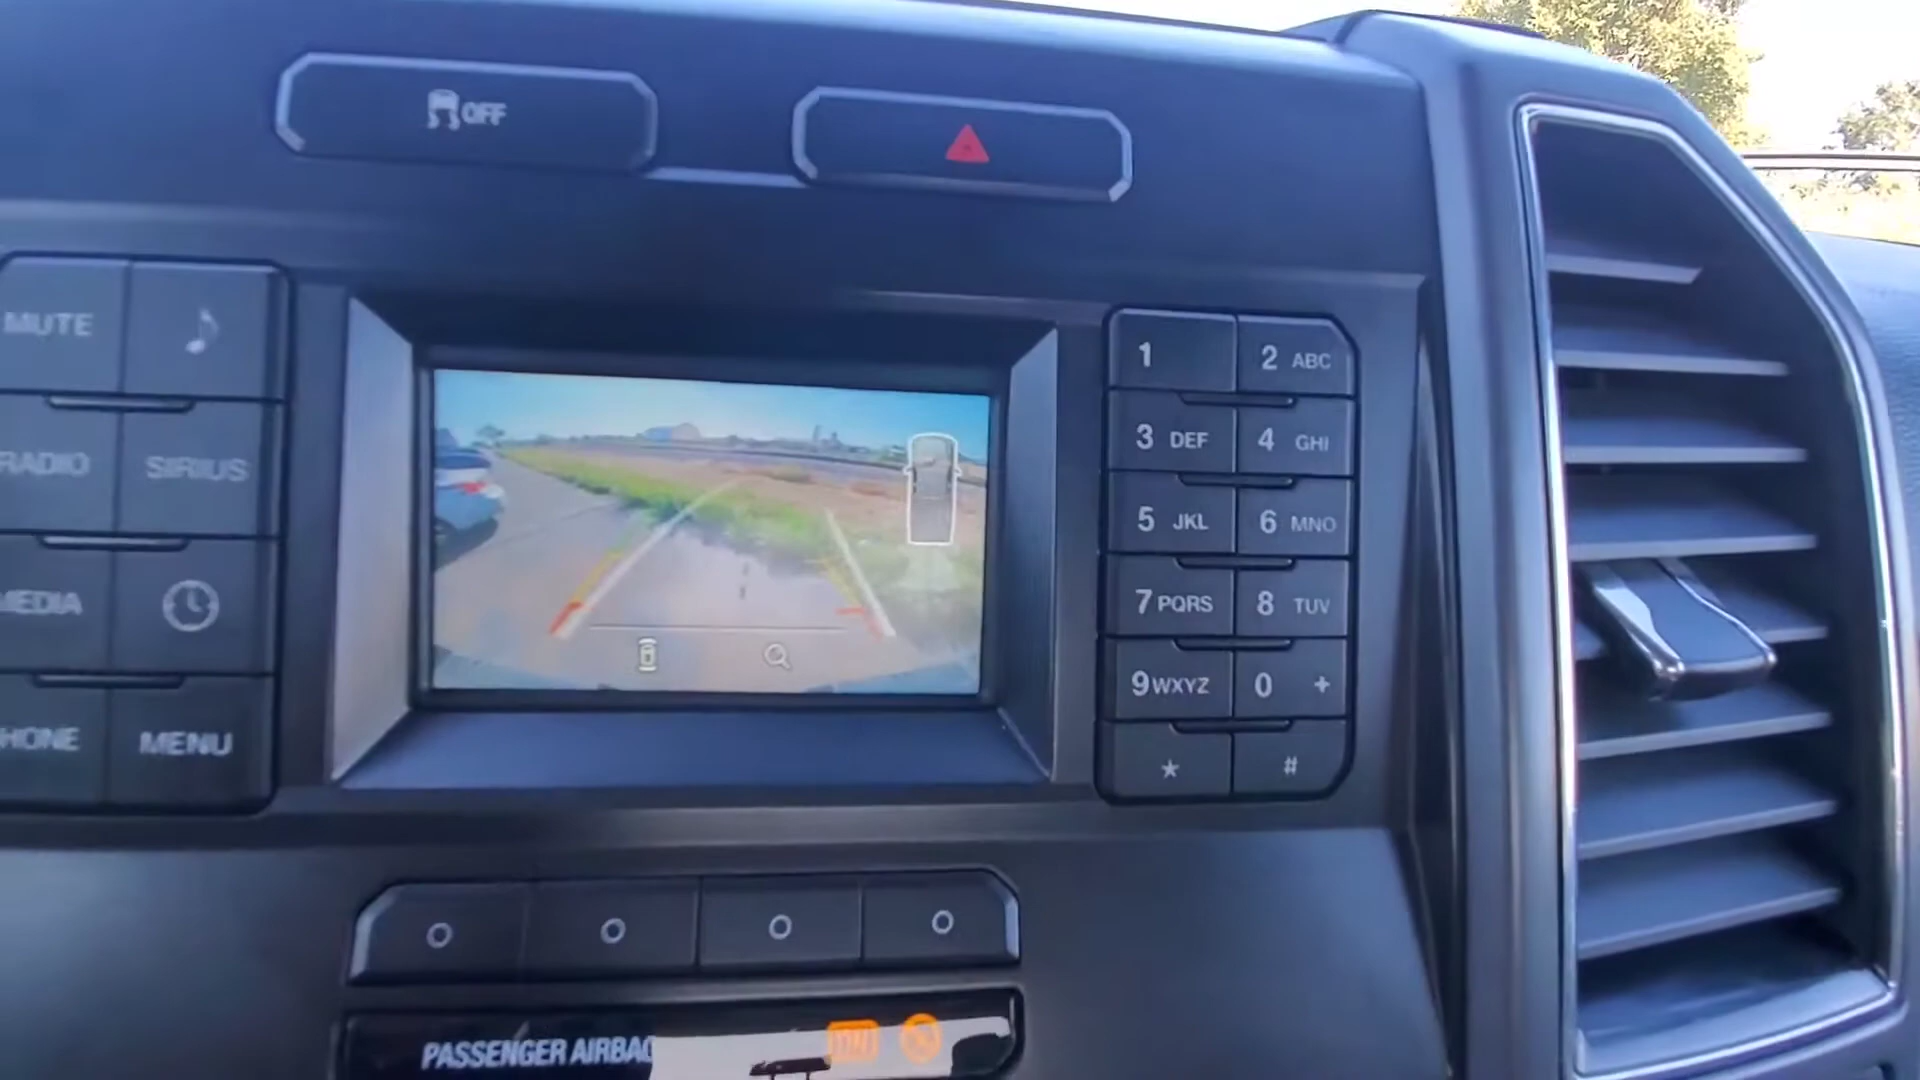 OFF
MUTE
RADIO SIRIUS
MEDIA
PHONE MENU
1 2 ABC
3 DEF 4 GHI
5 JKL 6 MNO
7 PQRS 8 TUV
9 WXYZ 0 +
* #
PASSENGER AIRBAG